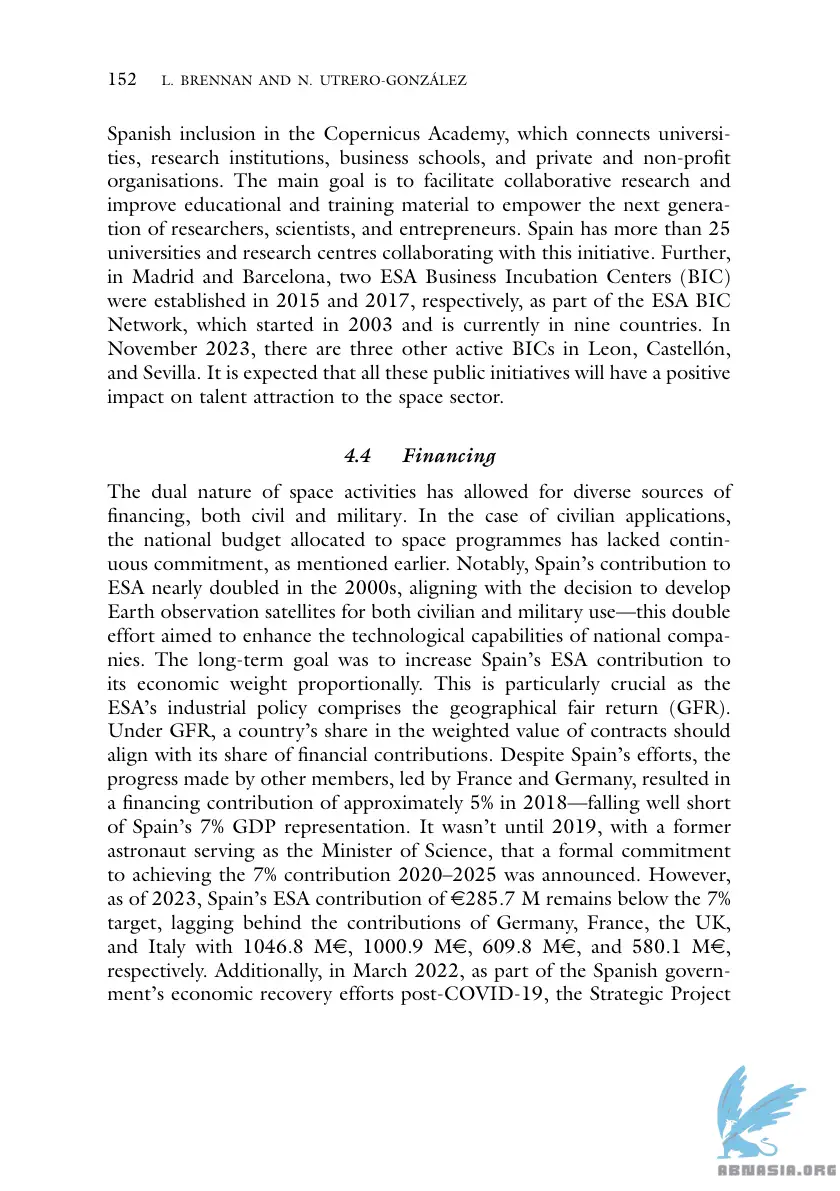 152 L. BRENNAN AND N. UTRERO-GONZÁLEZ
Spanish inclusion in the Copernicus Academy, which connects universi-
ties, research institutions, business schools, and private and non-profit
organisations. The main goal is to facilitate collaborative research and
improve educational and training material to empower the next genera-
tion of researchers, scientists, and entrepreneurs. Spain has more than 25
universities and research centres collaborating with this initiative. Further,
in Madrid and Barcelona, two ESA Business Incubation Centers (BIC)
were established in 2015 and 2017, respectively, as part of the ESA BIC
Network, which started in 2003 and is currently in nine countries. In
November 2023, there are three other active BICs in Leon, Castellón,
and Sevilla. It is expected that all these public initiatives will have a positive
impact on talent attraction to the space sector.
4.4 Financing
The dual nature of space activities has allowed for diverse sources of
financing, both civil and military. In the case of civilian applications,
the national budget allocated to space programmes has lacked contin-
uous commitment, as mentioned earlier. Notably, Spain's contribution to
ESA nearly doubled in the 2000s, aligning with the decision to develop
Earth observation satellites for both civilian and military use—this double
effort aimed to enhance the technological capabilities of national compa-
nies. The long-term goal was to increase Spain's ESA contribution to
its economic weight proportionally. This is particularly crucial as the
ESA's industrial policy comprises the geographical fair return (GFR).
Under GFR, a country's share in the weighted value of contracts should
align with its share of financial contributions. Despite Spain's efforts, the
progress made by other members, led by France and Germany, resulted in
a financing contribution of approximately 5% in 2018—falling well short
of Spain's 7% GDP representation. It wasn't until 2019, with a former
astronaut serving as the Minister of Science, that a formal commitment
to achieving the 7% contribution 2020–2025 was announced. However,
as of 2023, Spain's ESA contribution of €285.7 M remains below the 7%
target, lagging behind the contributions of Germany, France, the UK,
and Italy with 1046.8 M€, 1000.9 M€, 609.8 M€, and 580.1 M€,
respectively. Additionally, in March 2022, as part of the Spanish govern-
ment's economic recovery efforts post-COVID-19, the Strategic Project
ABNASIA.ORG